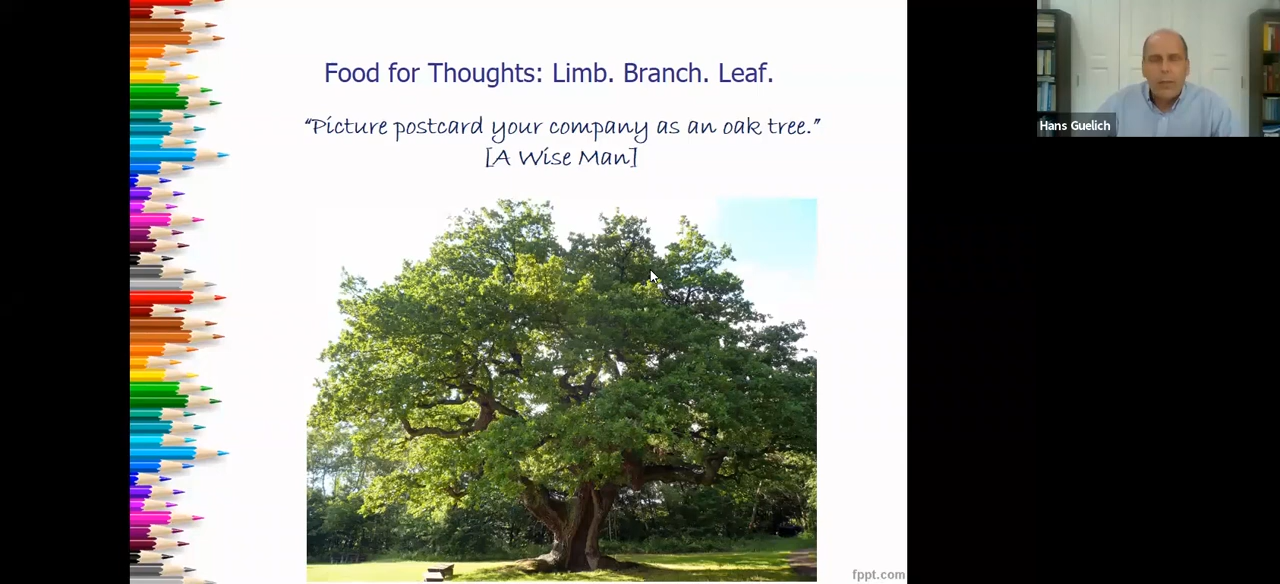 Food for Thoughts: Limb. Branch. Leaf.
“Picture postcard your company as an oak tree.”
[A Wise Man]
Hans Guelich
fppt.com